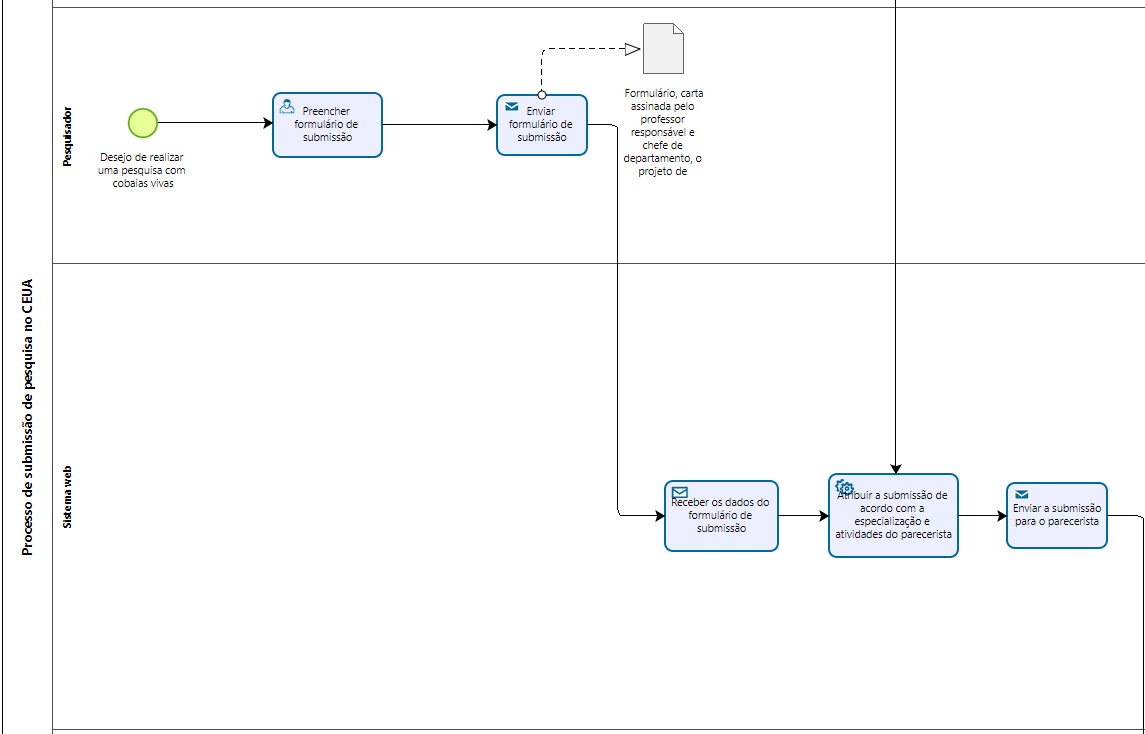 Processo de submissão de pesquisa no CEUA
Pesquisador
Desejo de realizar
uma pesquisa com
cobaias vivas
Preencher
formulário de
submissão
Enviar
formulário de
submissão
Formulário, carta
assinada pelo
professor
responsável e
chefe de
departamento, o
projeto de
Sistema web
Receber os dados do
formulário de
submissão
Atribuir a submissão de
acordo com a
especialização e
atividades do parecerista
Enviar a submissão
para o parecerista